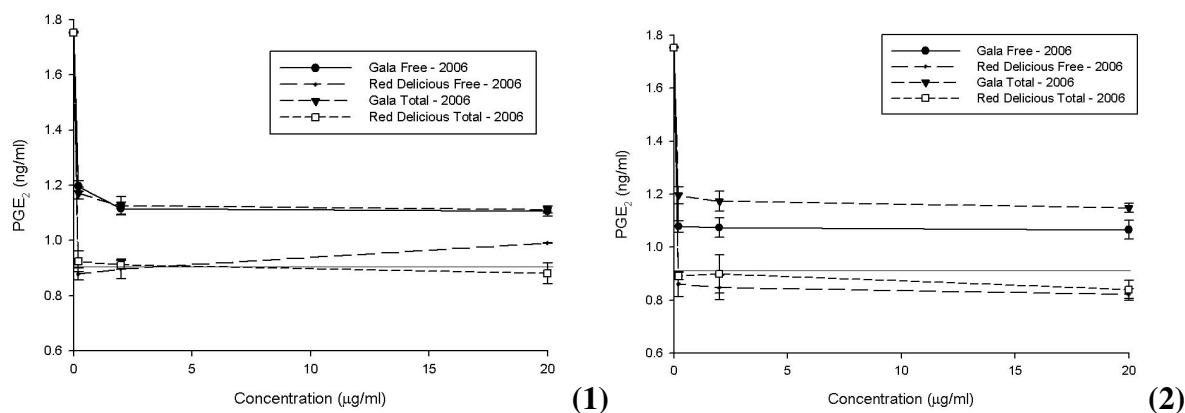 1.8
1.6
1.4
1.2
1.0
0.8
0.6
PGE₂ (ng/ml)
Gala Free - 2006
Red Delicious Free - 2006
Gala Total - 2006
Red Delicious Total - 2006
0
5
10
15
20
Concentration (µg/ml)
(1)
1.8
1.6
1.4
1.2
1.0
0.8
0.6
PGE₂ (ng/ml)
Gala Free - 2006
Red Delicious Free - 2006
Gala Total - 2006
Red Delicious Total - 2006
0
5
10
15
20
Concentration (µg/ml)
(2)